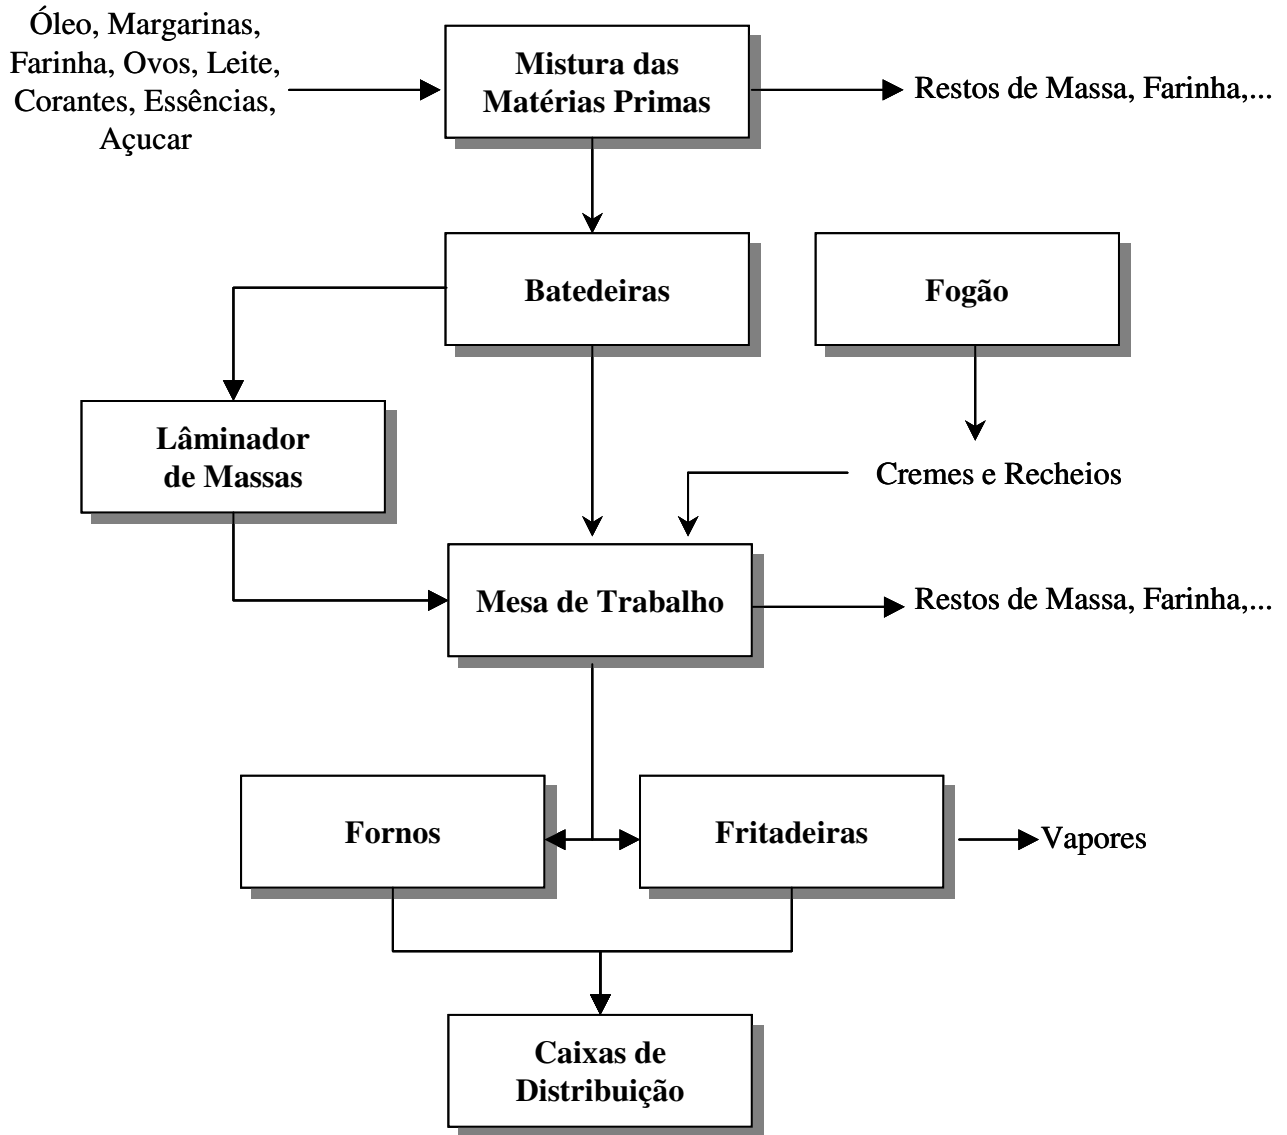 Óleo, Margarinas,
Farinha, Ovos, Leite,
Corantes, Essências,
Açucar
Mistura das
Matérias Primas
Restos de Massa, Farinha,...
Batedeiras
Fogão
Lâminador
de Massas
Cremes e Recheios
Mesa de Trabalho
Restos de Massa, Farinha,...
Fornos
Fritadeiras
Vapores
Caixas de
Distribuição